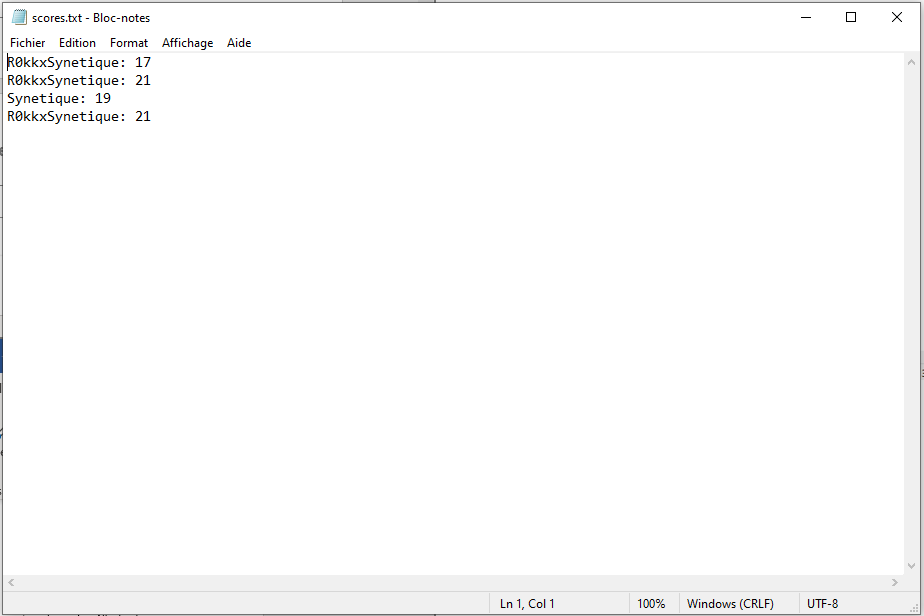 scores.txt - Bloc-notes
Fichier Edition Format Affichage Aide
R0kkxSynetique: 17
R0kkxSynetique: 21
Synetique: 19
R0kkxSynetique: 21
Ln 1, Col 1 100% Windows (CRLF) UTF-8